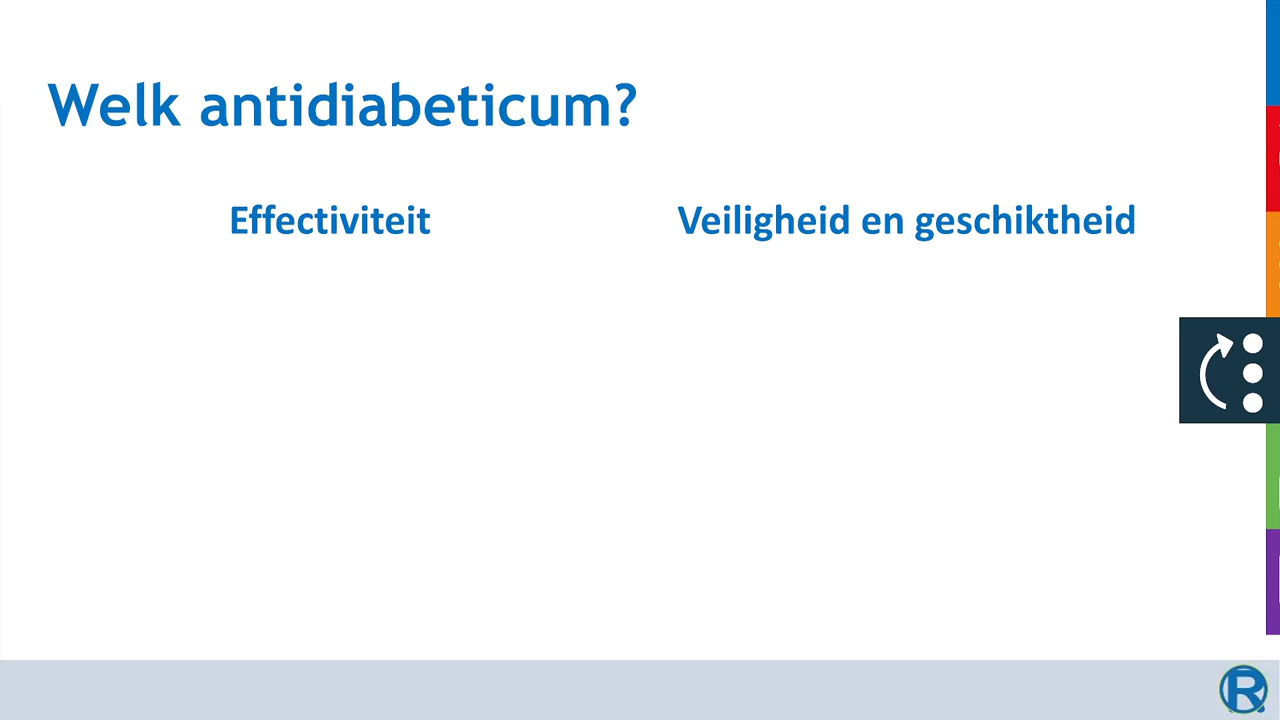 Welk antidiabeticum?
Effectiviteit
Veiligheid en geschiktheid
R